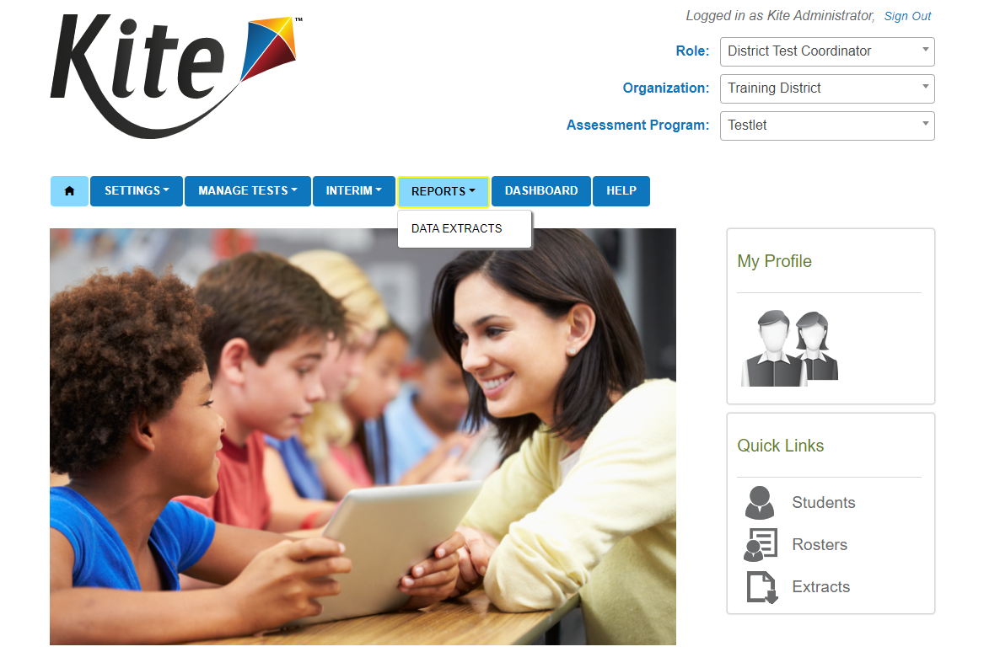 Kite™
Logged in as Kite Administrator, Sign Out
Role: District Test Coordinator
Organization: Training District
Assessment Program: Testlet
SETTINGS MANAGE TESTS INTERIM REPORTS DASHBOARD HELP
DATA EXTRACTS
My Profile
Quick Links
Students
Rosters
Extracts